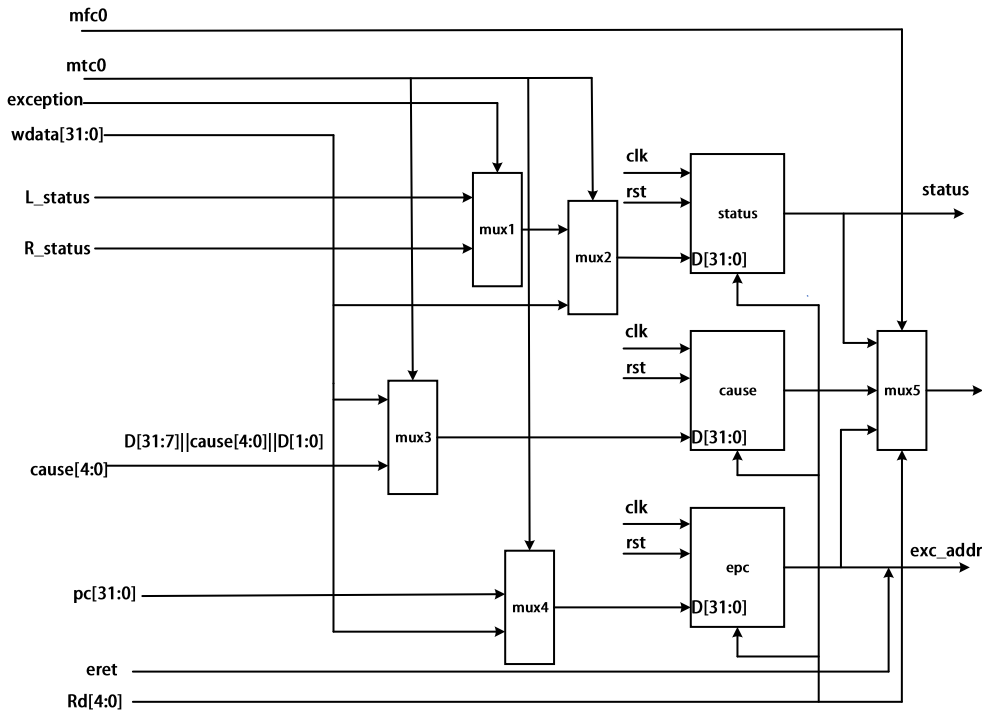 mfc0
mtc0
exception
wdata[31:0]
L_status
R_status
mux1
mux2
clk
rst
status
D[31:0]
status
clk
rst
cause
D[31:0]
mux5
mux3
D[31:7]||cause[4:0]||D[1:0]
cause[4:0]
clk
rst
epc
D[31:0]
exc_addr
pc[31:0]
mux4
eret
Rd[4:0]